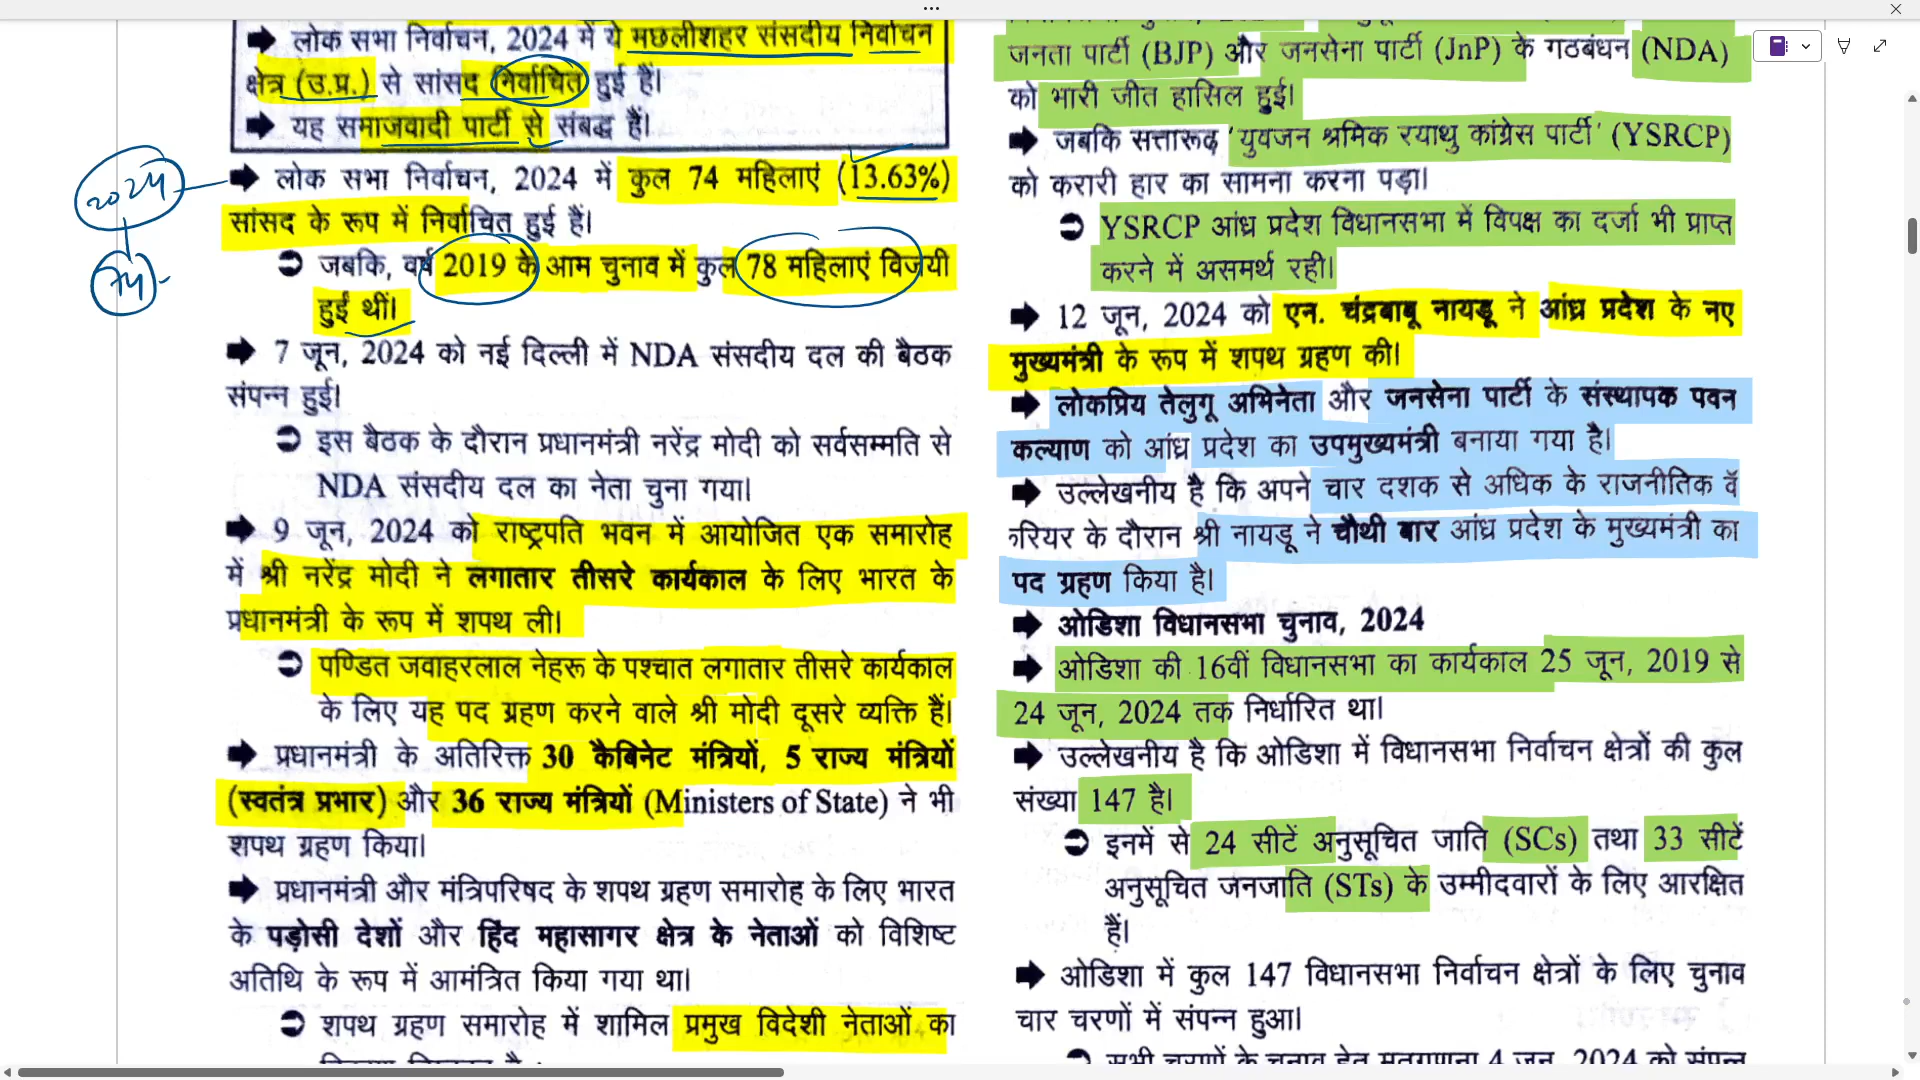 लोक सभा निर्वाचन, 2024 में ये मछलीशहर संसदीय निर्वाचन
क्षेत्र (उ.प्र.) से सांसद निर्वाचित हुई हैं।
यह समाजवादी पार्टी से संबद्ध हैं।
2024
74
लोक सभा निर्वाचन, 2024 में कुल 74 महिलाएं (13.63%)
सांसद के रूप में निर्वाचित हुई हैं।
जबकि, वर्ष 2019 के आम चुनाव में कुल 78 महिलाएं विजयी
हुईं थीं।
7 जून, 2024 को नई दिल्ली में NDA संसदीय दल की बैठक
संपन्न हुई।
इस बैठक के दौरान प्रधानमंत्री नरेंद्र मोदी को सर्वसम्मति से
NDA संसदीय दल का नेता चुना गया।
9 जून, 2024 को राष्ट्रपति भवन में आयोजित एक समारोह
में श्री नरेंद्र मोदी ने लगातार तीसरे कार्यकाल के लिए भारत के
प्रधानमंत्री के रूप में शपथ ली।
पण्डित जवाहरलाल नेहरू के पश्चात लगातार तीसरे कार्यकाल
के लिए यह पद ग्रहण करने वाले श्री मोदी दूसरे व्यक्ति हैं।
प्रधानमंत्री के अतिरिक्त 30 कैबिनेट मंत्रियों, 5 राज्य मंत्रियों
(स्वतंत्र प्रभार) और 36 राज्य मंत्रियों (Ministers of State) ने भी
शपथ ग्रहण किया।
प्रधानमंत्री और मंत्रिपरिषद के शपथ ग्रहण समारोह के लिए भारत
के पड़ोसी देशों और हिंद महासागर क्षेत्र के नेताओं को विशिष्ट
अतिथि के रूप में आमंत्रित किया गया था।
शपथ ग्रहण समारोह में शामिल प्रमुख विदेशी नेताओं का
जनता पार्टी (BJP) और जनसेना पार्टी (JnP) के गठबंधन (NDA)
को भारी जीत हासिल हुई।
जबकि सत्तारूढ़ 'युवजन श्रमिक रयाथु कांग्रेस पार्टी' (YSRCP)
को करारी हार का सामना करना पड़ा।
YSRCP आंध्र प्रदेश विधानसभा में विपक्ष का दर्जा भी प्राप्त
करने में असमर्थ रही।
12 जून, 2024 को एन. चंद्रबाबू नायडू ने आंध्र प्रदेश के नए
मुख्यमंत्री के रूप में शपथ ग्रहण की।
लोकप्रिय तेलुगू अभिनेता और जनसेना पार्टी के संस्थापक पवन
कल्याण को आंध्र प्रदेश का उपमुख्यमंत्री बनाया गया है।
उल्लेखनीय है कि अपने चार दशक से अधिक के राजनीतिक
के दौरान श्री नायडू ने चौथी बार आंध्र प्रदेश के मुख्यमंत्री का
पद ग्रहण किया है।
ओडिशा विधानसभा चुनाव, 2024
ओडिशा की 16वीं विधानसभा का कार्यकाल 25 जून, 2019 से
24 जून, 2024 तक निर्धारित था।
उल्लेखनीय है कि ओडिशा में विधानसभा निर्वाचन क्षेत्रों की कुल
संख्या 147 है।
इनमें से 24 सीटें अनुसूचित जाति (SCs) तथा 33 सीटें
अनुसूचित जनजाति (STs) के उम्मीदवारों के लिए आरक्षित
हैं।
ओडिशा में कुल 147 विधानसभा निर्वाचन क्षेत्रों के लिए चुनाव
चार चरणों में संपन्न हुआ।
सभी चरणों के चुनाव हेतु मतगणना 4 जून, 2024 को संपन्न